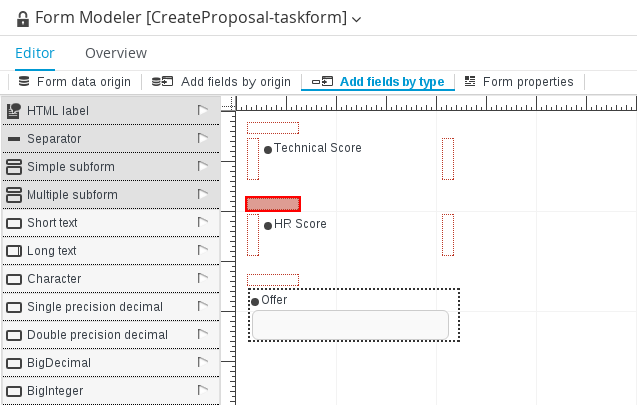 Form Modeler [CreateProposal-taskform]
Editor
Overview
Form data origin
Add fields by origin
Add fields by type
Form properties
HTML label
Separator
Simple subform
Multiple subform
Short text
Long text
Character
Single precision decimal
Double precision decimal
BigDecimal
BigInteger
Technical Score
HR Score
Offer